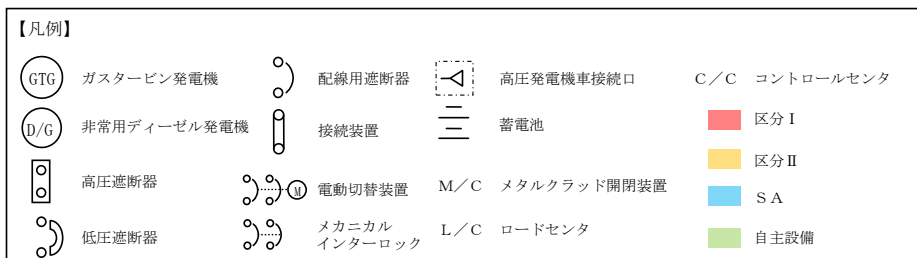 【凡例】
GTG ガスタービン発電機
配線用遮断器
高圧発電機車接続口
C／C コントロールセンタ
D/G 非常用ディーゼル発電機
接続装置
蓄電池
区分Ⅰ
高圧遮断器
M 電動切替装置
M／C メタルクラッド開閉装置
区分Ⅱ
ＳＡ
低圧遮断器
メカニカル
インターロック
L／C ロードセンタ
自主設備